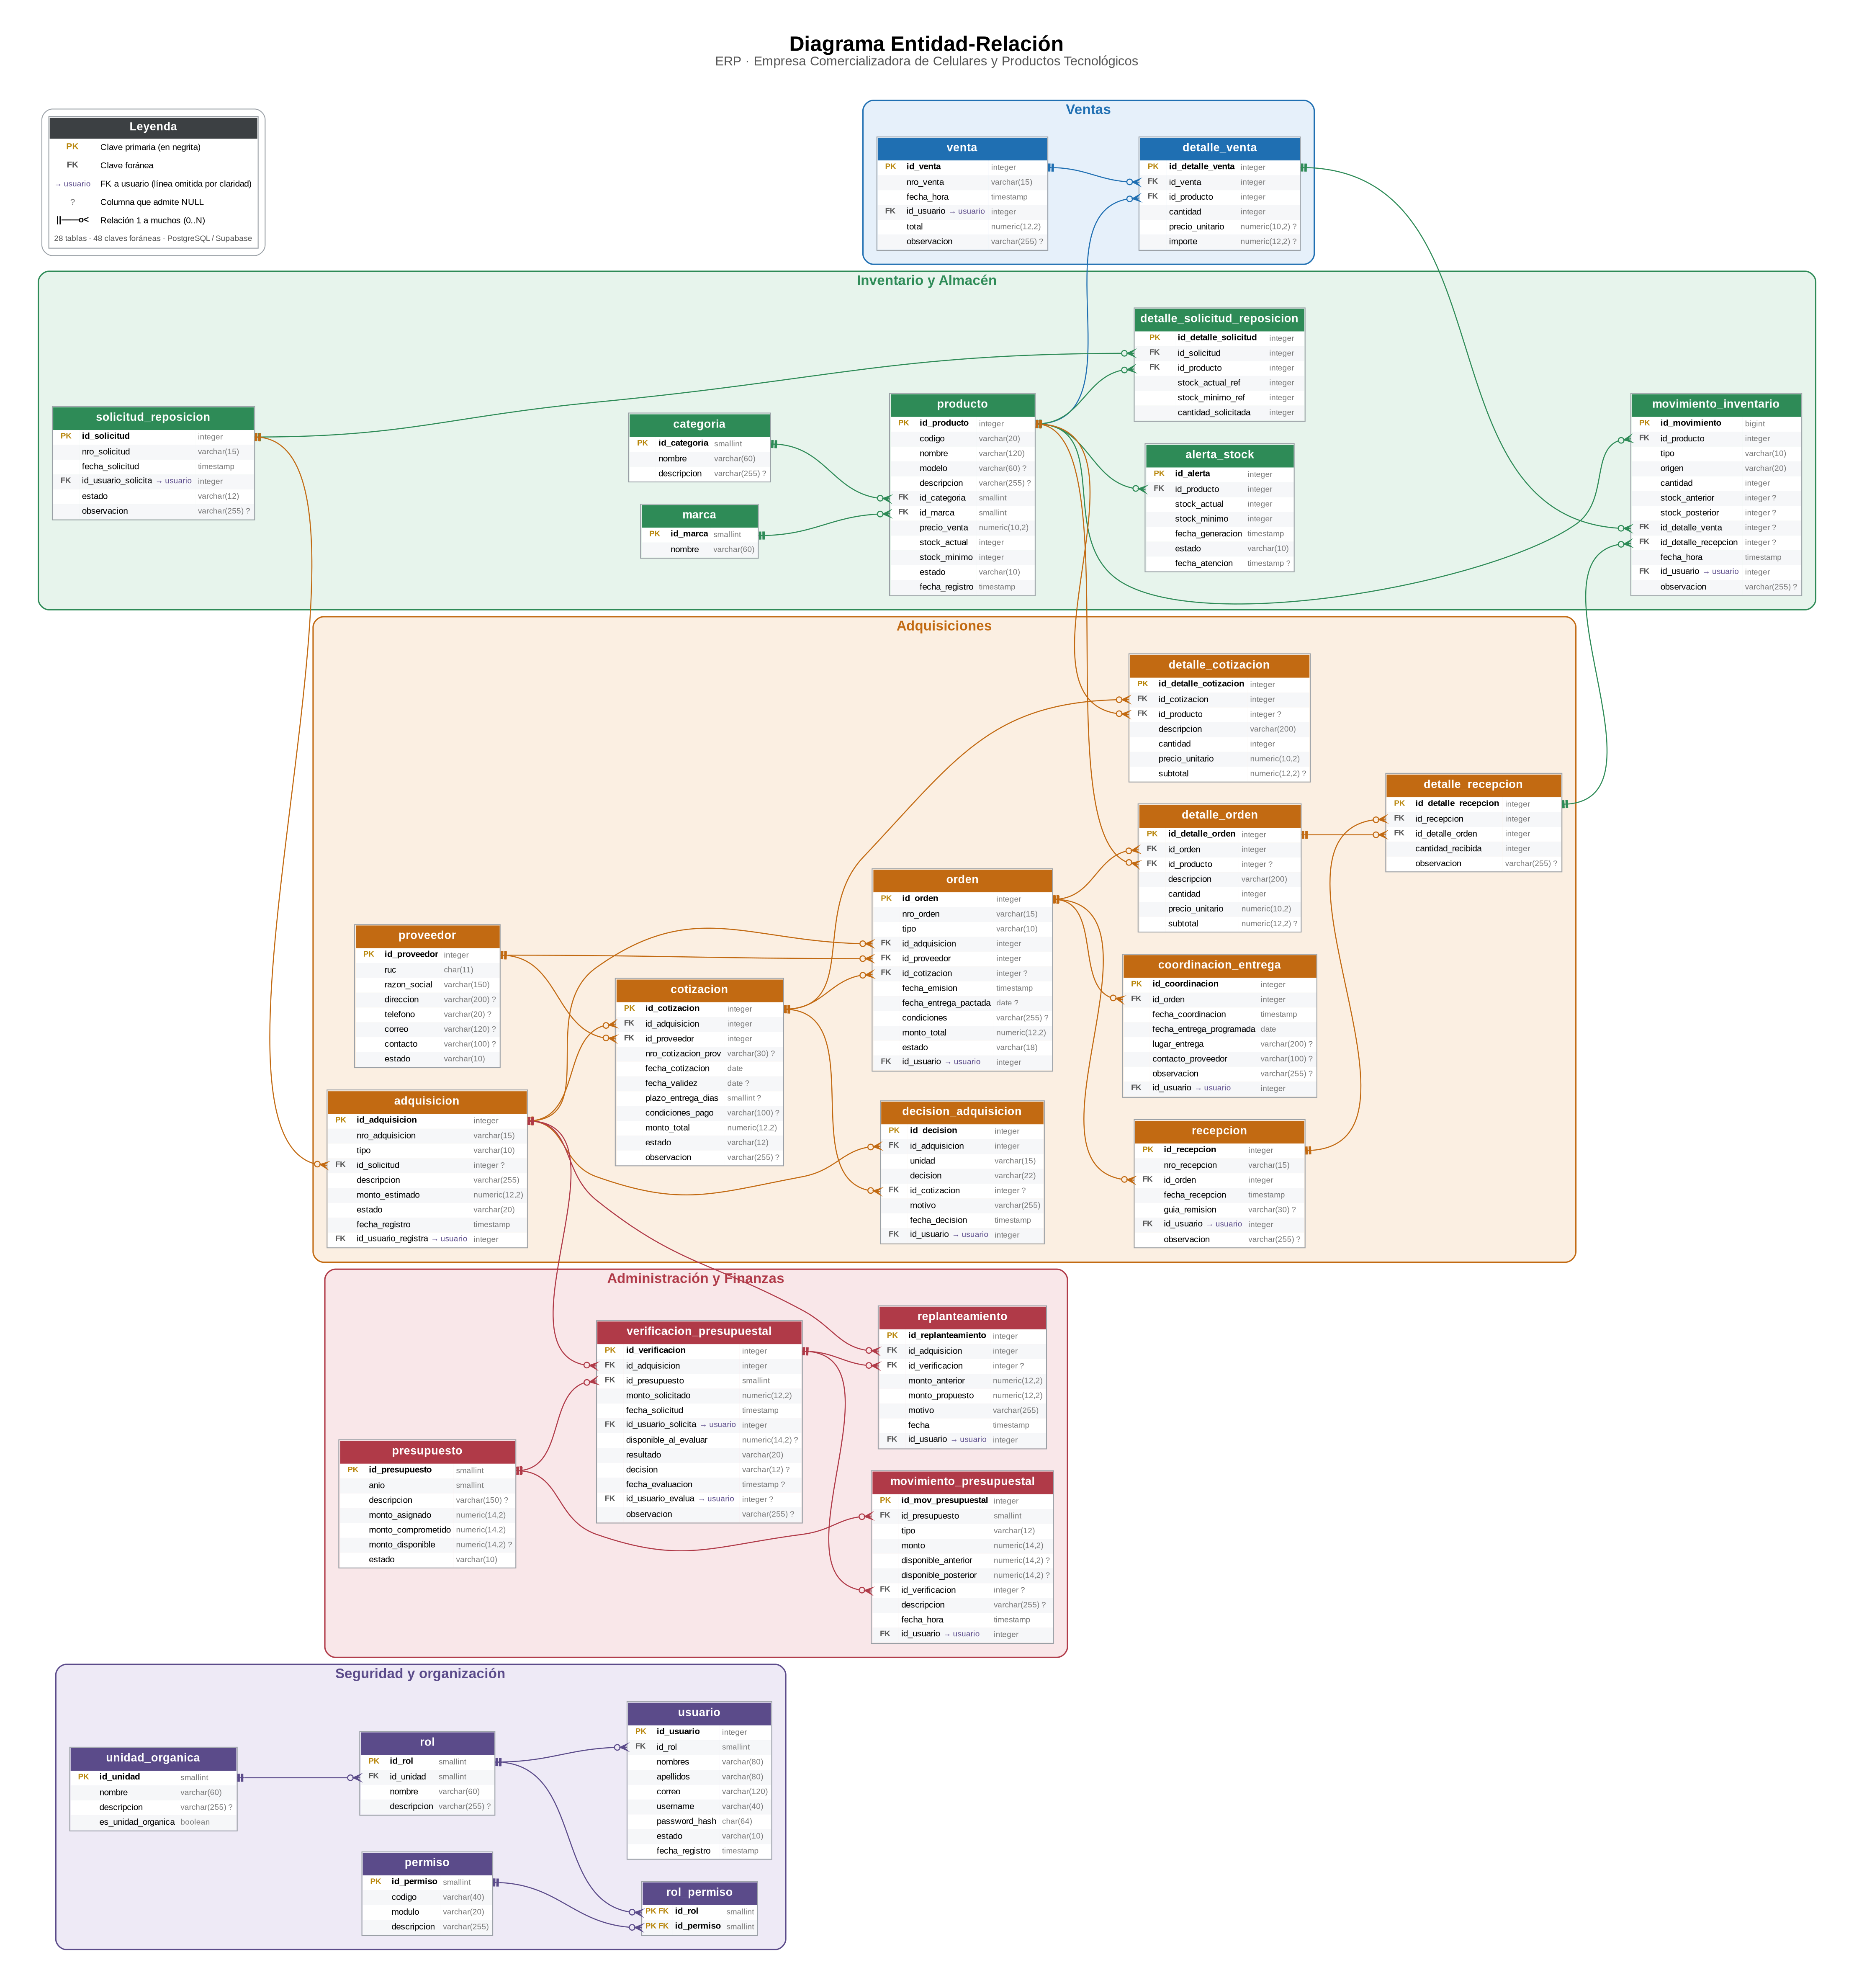 Diagrama Entidad-Relación
ERP · Empresa Comercializadora de Celulares y Productos Tecnológicos
Leyenda
PK Clave primaria (en negrita)
FK Clave foránea
→ usuario FK a usuario (línea omitida por claridad)
? Columna que admite NULL
||───o< Relación 1 a muchos (0..N)
28 tablas · 48 claves foráneas · PostgreSQL / Supabase
Ventas
venta
PK id_venta integer
nro_venta varchar(15)
fecha_hora timestamp
FK id_usuario → usuario integer
total numeric(12,2)
observacion varchar(255) ?
detalle_venta
PK id_detalle_venta integer
FK id_venta integer
FK id_producto integer
cantidad integer
precio_unitario numeric(10,2) ?
importe numeric(12,2) ?
Inventario y Almacén
solicitud_reposicion
PK id_solicitud integer
nro_solicitud varchar(15)
fecha_solicitud timestamp
FK id_usuario_solicita → usuario integer
estado varchar(12)
observacion varchar(255) ?
categoria
PK id_categoria smallint
nombre varchar(60)
descripcion varchar(255) ?
marca
PK id_marca smallint
nombre varchar(60)
producto
PK id_producto integer
codigo varchar(20)
nombre varchar(120)
modelo varchar(60) ?
descripcion varchar(255) ?
FK id_categoria smallint
FK id_marca smallint
precio_venta numeric(10,2)
stock_actual integer
stock_minimo integer
estado varchar(10)
fecha_registro timestamp
detalle_solicitud_reposicion
PK id_detalle_solicitud integer
FK id_solicitud integer
FK id_producto integer
stock_actual_ref integer
stock_minimo_ref integer
cantidad_solicitada integer
alerta_stock
PK id_alerta integer
FK id_producto integer
stock_actual integer
stock_minimo integer
fecha_generacion timestamp
estado varchar(10)
fecha_atencion timestamp ?
movimiento_inventario
PK id_movimiento bigint
FK id_producto integer
tipo varchar(10)
origen varchar(20)
cantidad integer
stock_anterior integer ?
stock_posterior integer ?
FK id_detalle_venta integer ?
FK id_detalle_recepcion integer ?
fecha_hora timestamp
FK id_usuario → usuario integer
observacion varchar(255) ?
Adquisiciones
proveedor
PK id_proveedor integer
ruc char(11)
razon_social varchar(150)
direccion varchar(200) ?
telefono varchar(20) ?
correo varchar(120) ?
contacto varchar(100) ?
estado varchar(10)
adquisicion
PK id_adquisicion integer
nro_adquisicion varchar(15)
tipo varchar(10)
FK id_solicitud integer ?
descripcion varchar(255)
monto_estimado numeric(12,2)
estado varchar(20)
fecha_registro timestamp
FK id_usuario_registra → usuario integer
cotizacion
PK id_cotizacion integer
FK id_adquisicion integer
FK id_proveedor integer
nro_cotizacion_prov varchar(30) ?
fecha_cotizacion date
fecha_validez date ?
plazo_entrega_dias smallint ?
condiciones_pago varchar(100) ?
monto_total numeric(12,2)
estado varchar(12)
observacion varchar(255) ?
orden
PK id_orden integer
nro_orden varchar(15)
tipo varchar(10)
FK id_adquisicion integer
FK id_proveedor integer
FK id_cotizacion integer ?
fecha_emision timestamp
fecha_entrega_pactada date ?
condiciones varchar(255) ?
monto_total numeric(12,2)
estado varchar(18)
FK id_usuario → usuario integer
decision_adquisicion
PK id_decision integer
FK id_adquisicion integer
unidad varchar(15)
decision varchar(22)
FK id_cotizacion integer ?
motivo varchar(255)
fecha_decision timestamp
FK id_usuario → usuario integer
detalle_cotizacion
PK id_detalle_cotizacion integer
FK id_cotizacion integer
FK id_producto integer ?
descripcion varchar(200)
cantidad integer
precio_unitario numeric(10,2)
subtotal numeric(12,2) ?
detalle_orden
PK id_detalle_orden integer
FK id_orden integer
FK id_producto integer ?
descripcion varchar(200)
cantidad integer
precio_unitario numeric(10,2)
subtotal numeric(12,2) ?
coordinacion_entrega
PK id_coordinacion integer
FK id_orden integer
fecha_coordinacion timestamp
fecha_entrega_programada date
lugar_entrega varchar(200) ?
contacto_proveedor varchar(100) ?
observacion varchar(255) ?
FK id_usuario → usuario integer
recepcion
PK id_recepcion integer
nro_recepcion varchar(15)
FK id_orden integer
fecha_recepcion timestamp
guia_remision varchar(30) ?
FK id_usuario → usuario integer
observacion varchar(255) ?
detalle_recepcion
PK id_detalle_recepcion integer
FK id_recepcion integer
FK id_detalle_orden integer
cantidad_recibida integer
observacion varchar(255) ?
Administración y Finanzas
presupuesto
PK id_presupuesto smallint
anio smallint
descripcion varchar(150) ?
monto_asignado numeric(14,2)
monto_comprometido numeric(14,2)
monto_disponible numeric(14,2) ?
estado varchar(10)
verificacion_presupuestal
PK id_verificacion integer
FK id_adquisicion integer
FK id_presupuesto smallint
monto_solicitado numeric(12,2)
fecha_solicitud timestamp
FK id_usuario_solicita → usuario integer
disponible_al_evaluar numeric(14,2) ?
resultado varchar(20)
decision varchar(12) ?
fecha_evaluacion timestamp ?
FK id_usuario_evalua → usuario integer ?
observacion varchar(255) ?
replanteamiento
PK id_replanteamiento integer
FK id_adquisicion integer
FK id_verificacion integer ?
monto_anterior numeric(12,2)
monto_propuesto numeric(12,2)
motivo varchar(255)
fecha timestamp
FK id_usuario → usuario integer
movimiento_presupuestal
PK id_mov_presupuestal integer
FK id_presupuesto smallint
tipo varchar(12)
monto numeric(14,2)
disponible_anterior numeric(14,2) ?
disponible_posterior numeric(14,2) ?
FK id_verificacion integer ?
descripcion varchar(255) ?
fecha_hora timestamp
FK id_usuario → usuario integer
Seguridad y organización
unidad_organica
PK id_unidad smallint
nombre varchar(60)
descripcion varchar(255) ?
es_unidad_organica boolean
rol
PK id_rol smallint
FK id_unidad smallint
nombre varchar(60)
descripcion varchar(255) ?
permiso
PK id_permiso smallint
codigo varchar(40)
modulo varchar(20)
descripcion varchar(255)
usuario
PK id_usuario integer
FK id_rol smallint
nombres varchar(80)
apellidos varchar(80)
correo varchar(120)
username varchar(40)
password_hash char(64)
estado varchar(10)
fecha_registro timestamp
rol_permiso
PK FK id_rol smallint
PK FK id_permiso smallint